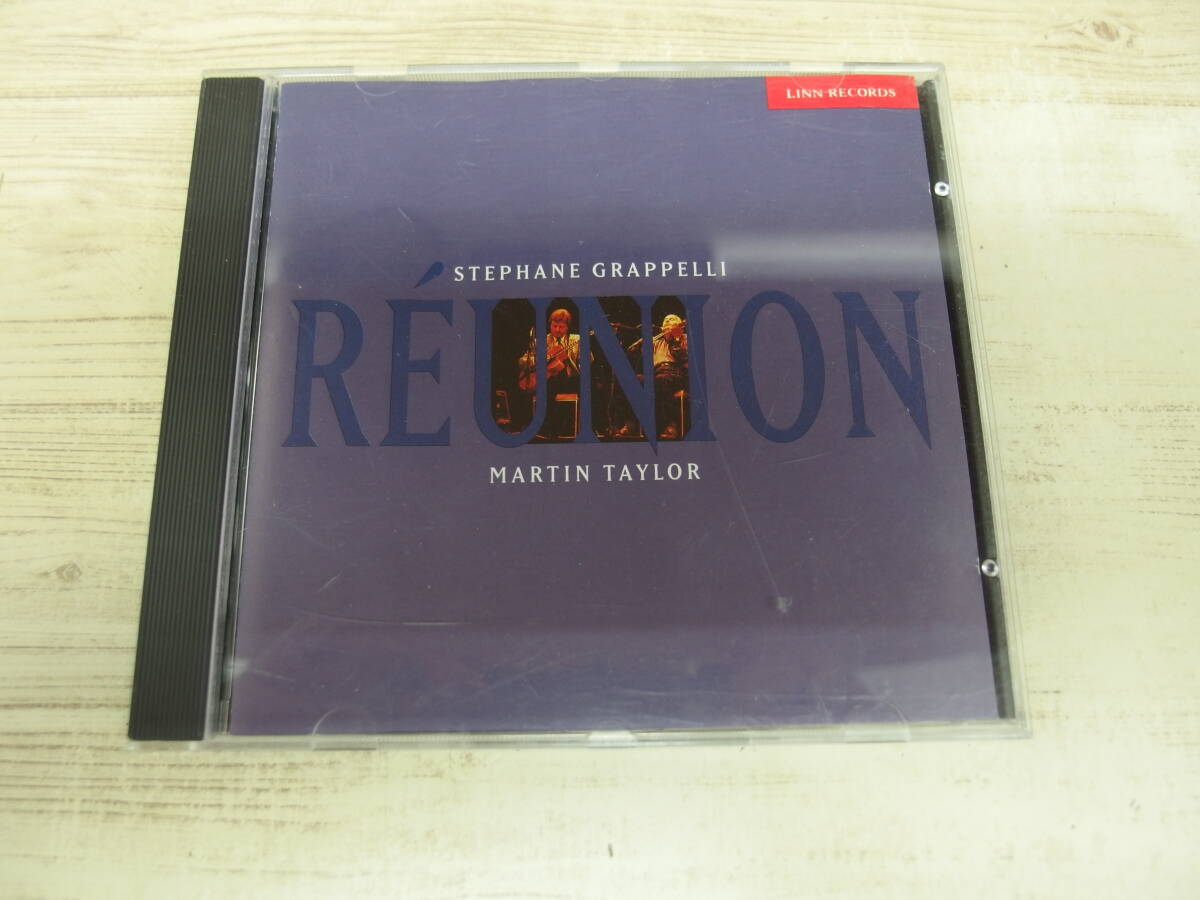 LINN RECORDS
STEPHANE GRAPPELLI
RÉUNION
MARTIN TAYLOR